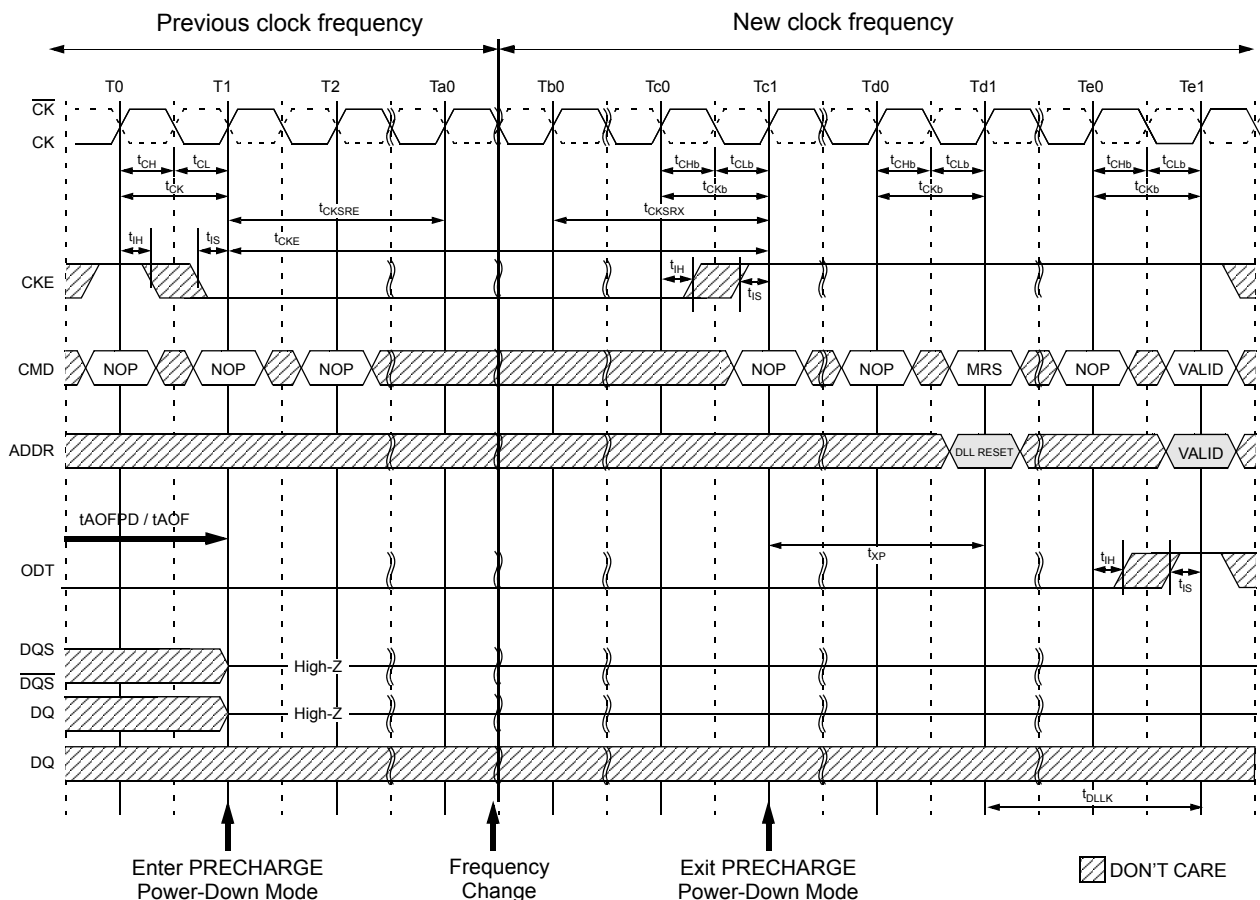 Previous clock frequency New clock frequency
T0 T1 T2 Ta0 Tb0 Tc0 Tc1 Td0 Td1 Te0 Te1
CK
CK
tCH tCL tCHb tCLb tCHb tCLb tCHb tCLb
tCK tCKb tCKb tCKb
tCKSRE tCKSRX
tIH tIS tCKE tIH tIS
CKE
CMD NOP NOP NOP NOP NOP MRS NOP VALID
ADDR DLL RESET VALID
tAOFPD / tAOF
tXP
ODT tIH tIS
DQS
High-Z
DQS
DQ High-Z
DQ
tDLLK
Enter PRECHARGE Frequency Exit PRECHARGE DON'T CARE
Power-Down Mode Change Power-Down Mode